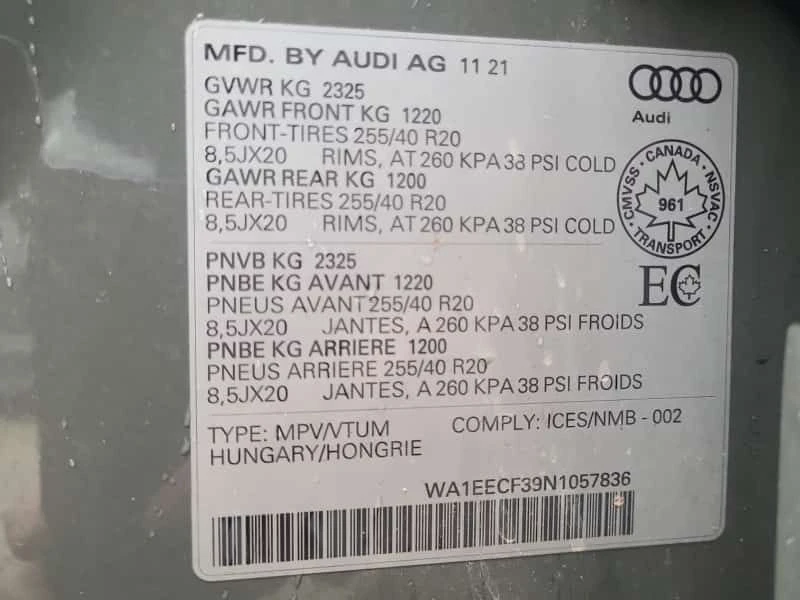 MFD. BY AUDI AG 11 21
GVWR KG 2325
GAWR FRONT KG 1220
FRONT-TIRES 255/40 R20
8,5JX20 RIMS, AT 260 KPA 38 PSI COLD
GAWR REAR KG 1200
REAR-TIRES 255/40 R20
8,5JX20 RIMS, AT 260 KPA 38 PSI COLD
Audi
CMVSS · CANADA · NSVAC
961
· TRANSPORT ·
EC
PNVB KG 2325
PNBE KG AVANT 1220
PNEUS AVANT 255/40 R20
8,5JX20 JANTES, A 260 KPA 38 PSI FROIDS
PNBE KG ARRIERE 1200
PNEUS ARRIERE 255/40 R20
8,5JX20 JANTES, A 260 KPA 38 PSI FROIDS
TYPE: MPV/VTUM COMPLY: ICES/NMB - 002
HUNGARY/HONGRIE
WA1EECF39N1057836